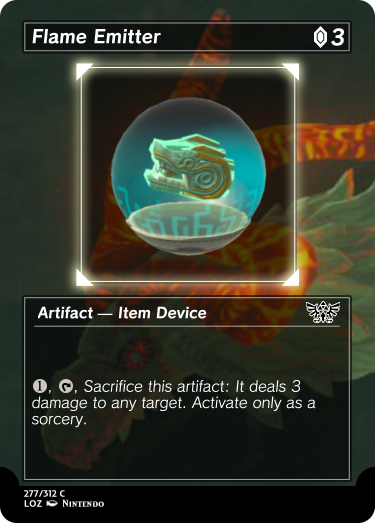 Flame Emitter 3
Artifact — Item Device
1, Sacrifice this artifact: It deals 3
damage to any target. Activate only as a
sorcery.
277/312 C
LOZ Nintendo